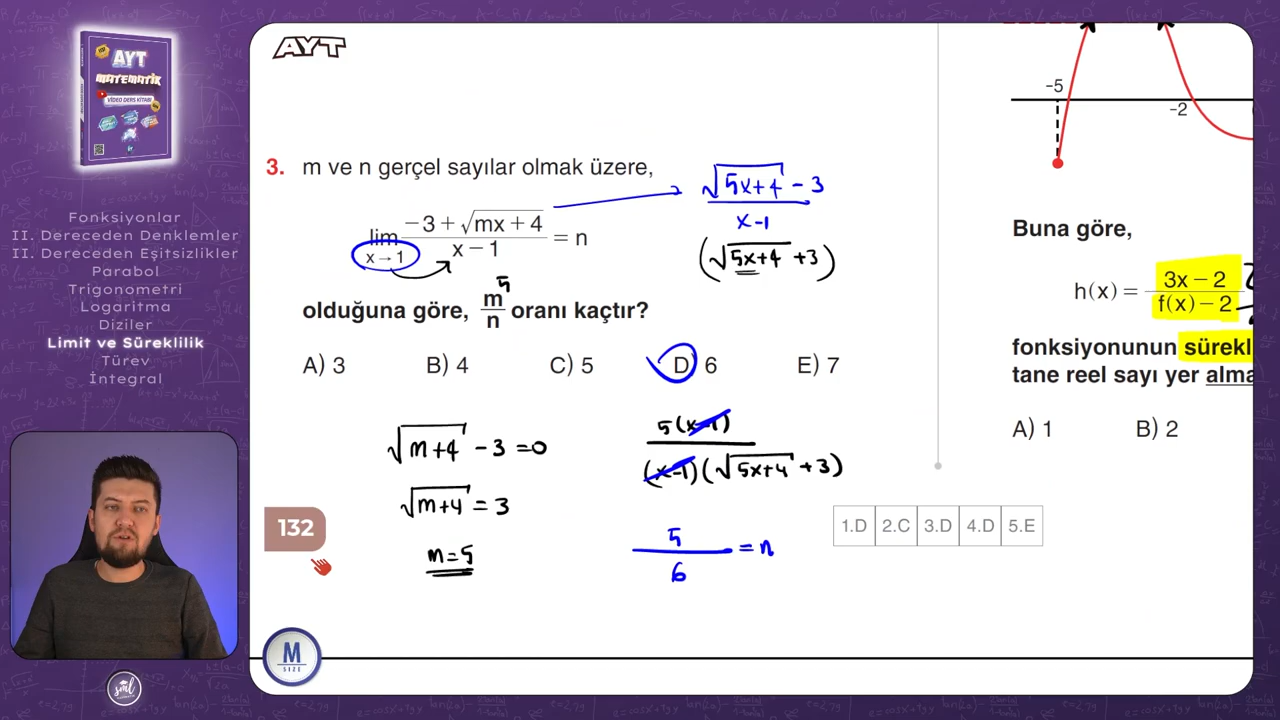 AYT
MATEMATİK
VİDEO DERS KİTABI
Fonksiyonlar
II. Dereceden Denklemler
II. Dereceden Eşitsizlikler
Parabol
Trigonometri
Logaritma
Diziler
Limit ve Süreklilik
Türev
İntegral
sml
AYT
3. m ve n gerçel sayılar olmak üzere,
lim x→1 (−3 + √(mx + 4)) / (x − 1) = n
olduğuna göre, m/n oranı kaçtır?
5
A) 3 B) 4 C) 5 D) 6 E) 7
√(5x+4) − 3
x−1
(√(5x+4) +3)
√(m+4) − 3 = 0
√(m+4) = 3
m=5
5(x−1)
(x−1)(√(5x+4) +3)
5/6 = n
132
1.D 2.C 3.D 4.D 5.E
M
SIZE
-5
-2
Buna göre,
h(x) = (3x − 2) / (f(x) − 2)
fonksiyonunun sürekl
tane reel sayı yer alma
A) 1 B) 2